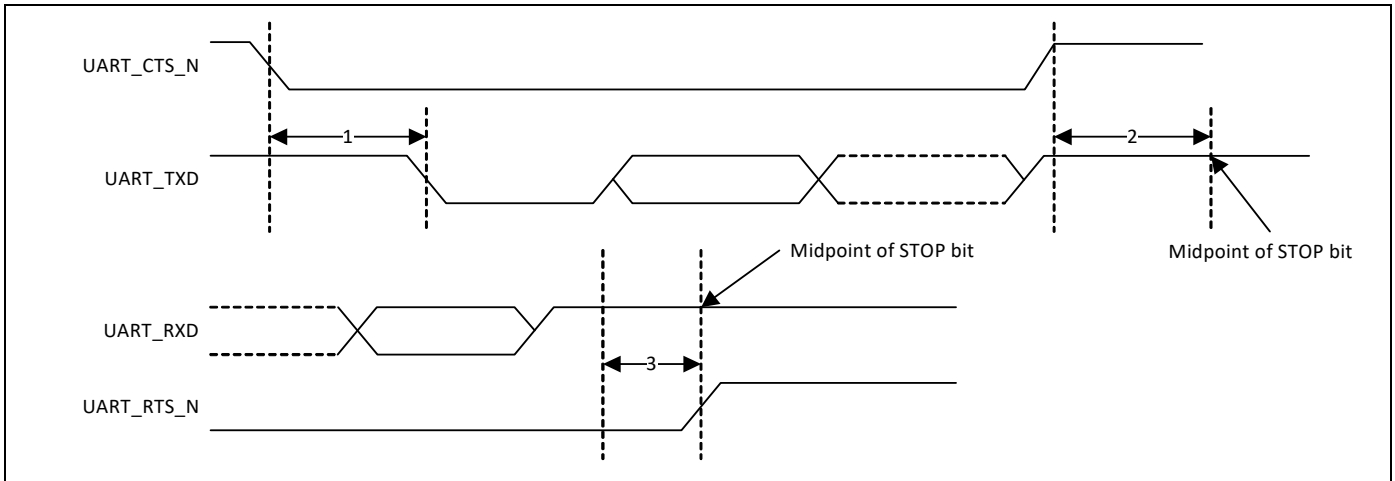 UART_CTS_N
1
2
UART_TXD
Midpoint of STOP bit
Midpoint of STOP bit
UART_RXD
3
UART_RTS_N